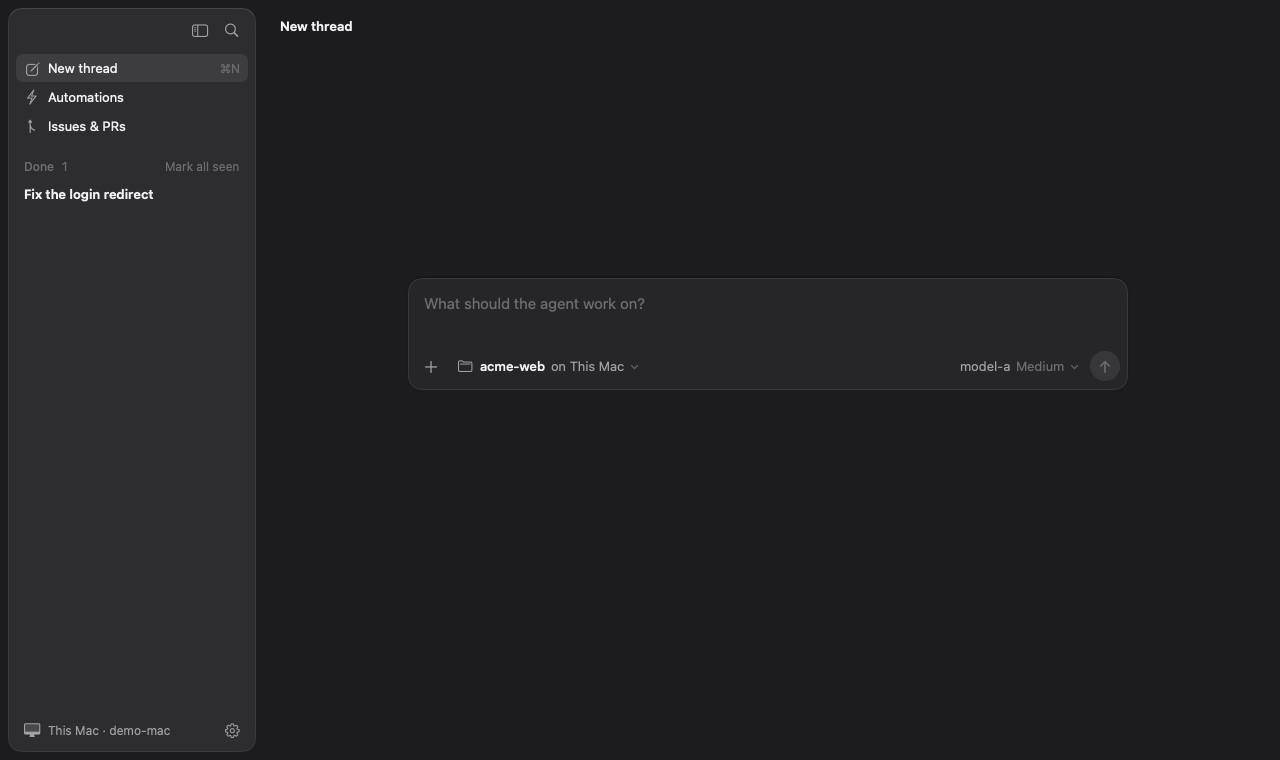 New thread
New thread ⌘N
Automations
Issues & PRs
Done 1 Mark all seen
Fix the login redirect
What should the agent work on?
acme-web on This Mac
model-a Medium
This Mac · demo-mac